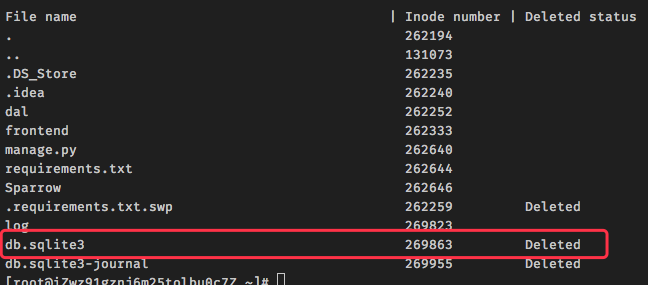 File name | Inode number | Deleted status
. 262194
.. 131073
.DS_Store 262235
.idea 262240
dal 262252
frontend 262333
manage.py 262640
requirements.txt 262644
Sparrow 262646
.requirements.txt.swp 262259 Deleted
log 269823
db.sqlite3 269863 Deleted
db.sqlite3-journal 269955 Deleted